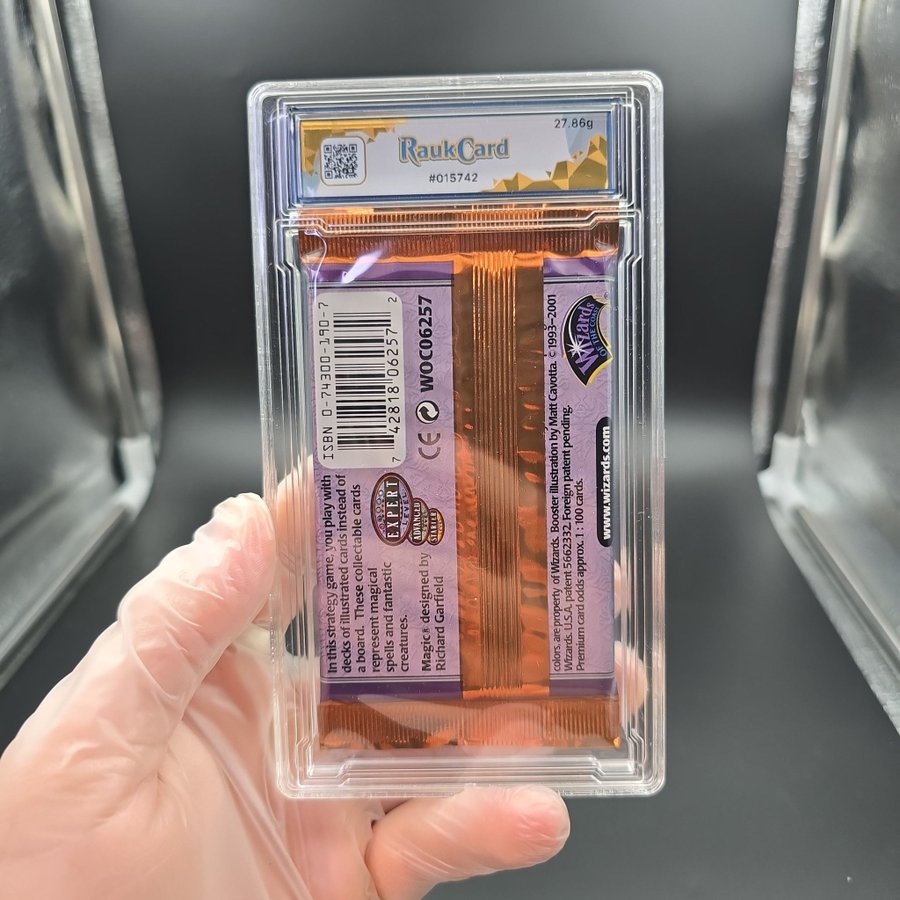 27.86g
RaukCard
#015742
ISBN 0-74300-190-7
7 42818 06257 2
CE WOC06257
In this strategy game, you play with
decks of illustrated cards instead of
a board. These collectable cards
represent magical
spells and fantastic
creatures.
EXPERT
LEVEL
ADVANCED
LEVEL
STARTER
Magic® designed by
Richard Garfield
Wizards
OF THE COAST
®
colors, are property of Wizards. Booster illustration by Matt Cavotta. © 1993–2001
Wizards. U.S.A. patent 5662332. Foreign patent pending.
Premium card odds approx. 1 : 100 cards.
www.wizards.com